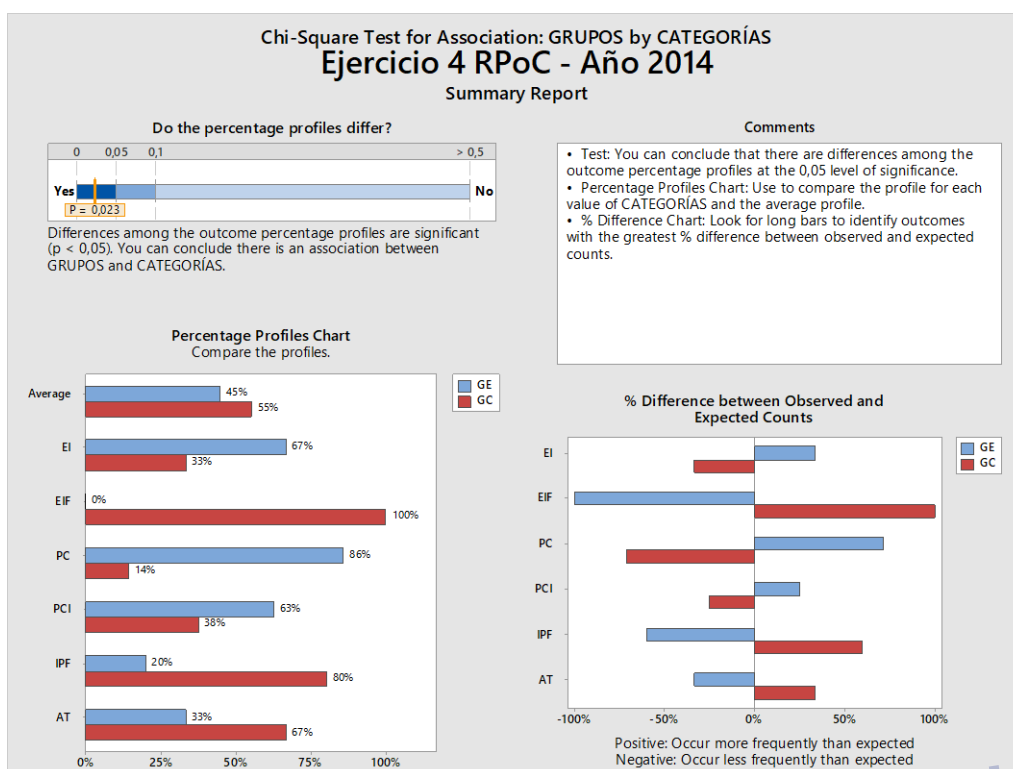 Chi-Square Test for Association: GRUPOS by CATEGORÍAS
Ejercicio 4 RPoC - Año 2014
Summary Report
Do the percentage profiles differ?
0 0,05 0,1 > 0,5
Yes No
P = 0,023
Differences among the outcome percentage profiles are significant
(p < 0,05). You can conclude there is an association between
GRUPOS and CATEGORÍAS.
Comments
• Test: You can conclude that there are differences among the
outcome percentage profiles at the 0,05 level of significance.
• Percentage Profiles Chart: Use to compare the profile for each
value of CATEGORÍAS and the average profile.
• % Difference Chart: Look for long bars to identify outcomes
with the greatest % difference between observed and expected
counts.
Percentage Profiles Chart
Compare the profiles.
GE
GC
Average
45%
55%
EI
67%
33%
EIF
0%
100%
PC
86%
14%
PCI
63%
38%
IPF
20%
80%
AT
33%
67%
0% 25% 50% 75% 100%
% Difference between Observed and
Expected Counts
GE
GC
EI
EIF
PC
PCI
IPF
AT
-100% -50% 0% 50% 100%
Positive: Occur more frequently than expected
Negative: Occur less frequently than expected